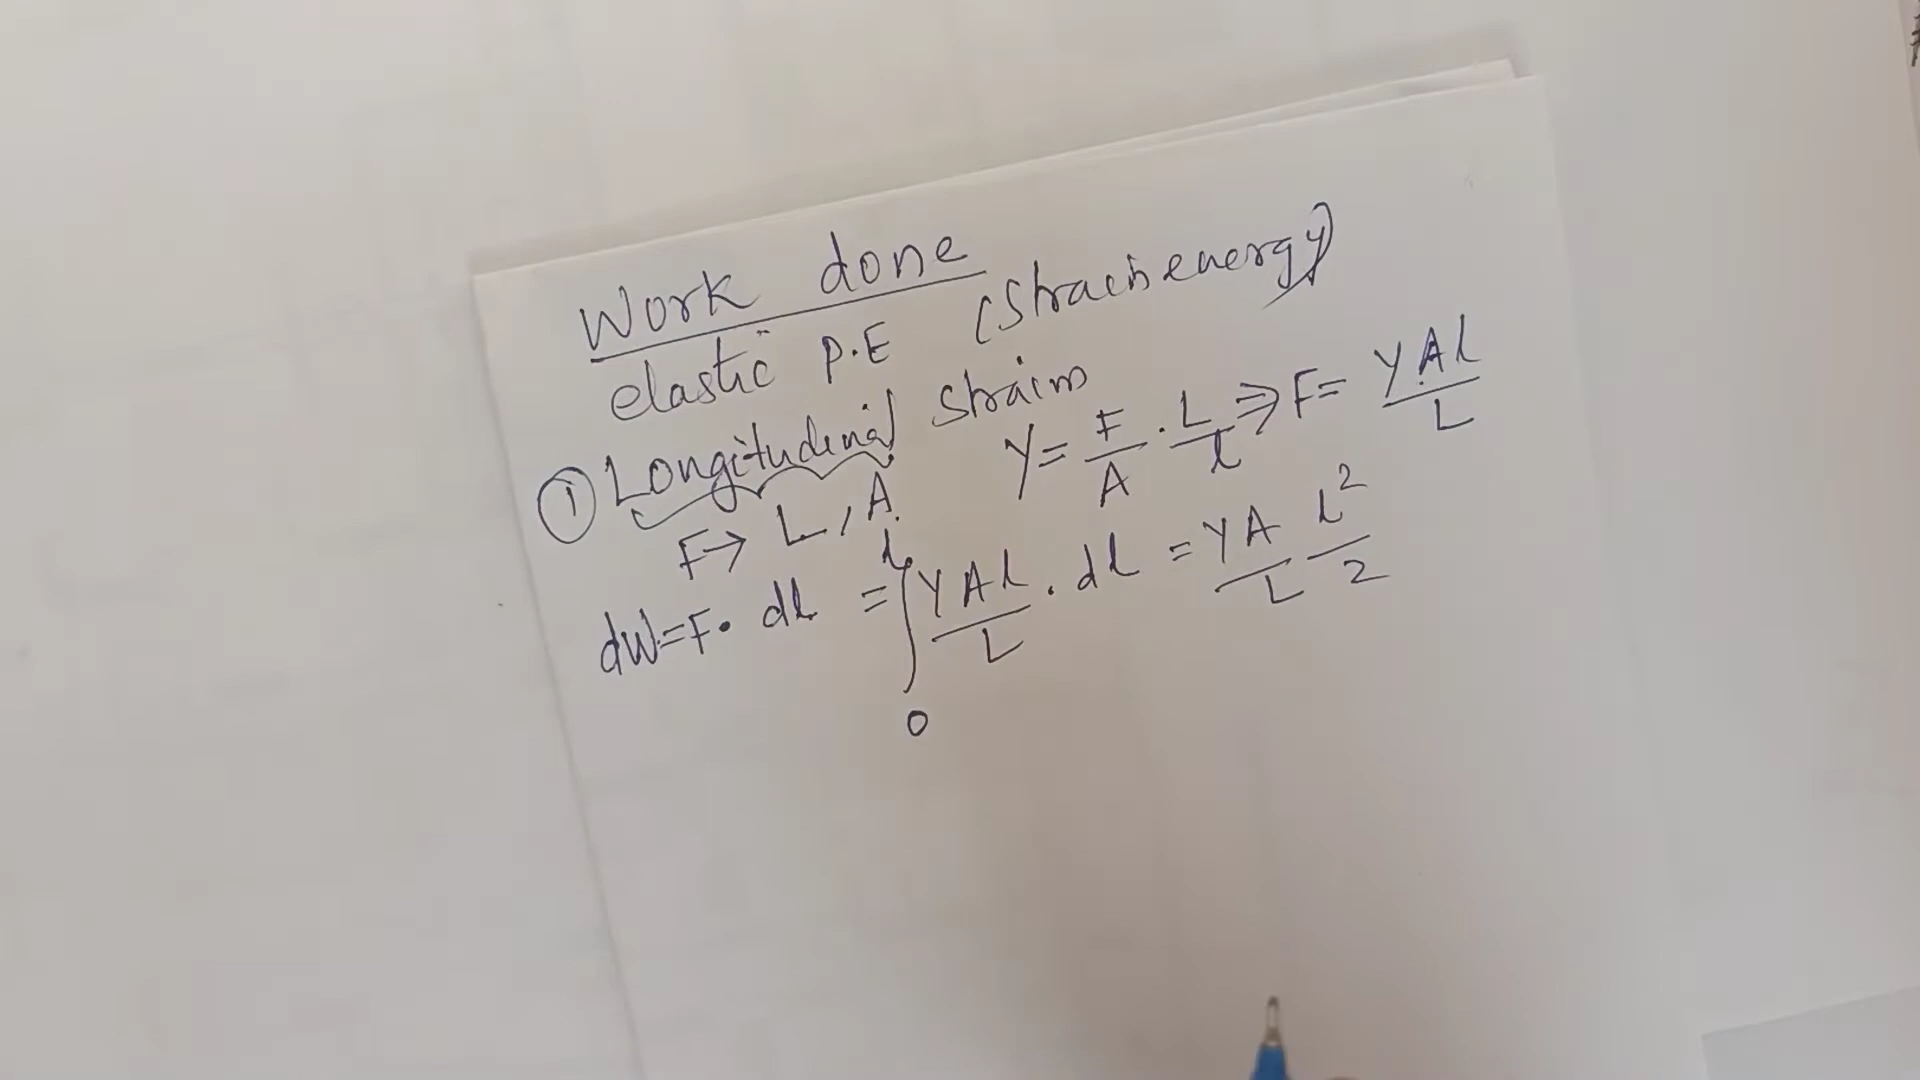 Work done
elastic P.E (Strain energy)
① Longitudinal Strain
F → L, A
Y = F/A · L/l ⇒ F = YAl/L
dW = F · dl = ∫₀ˡ YAl/L · dl = YA/L l²/2